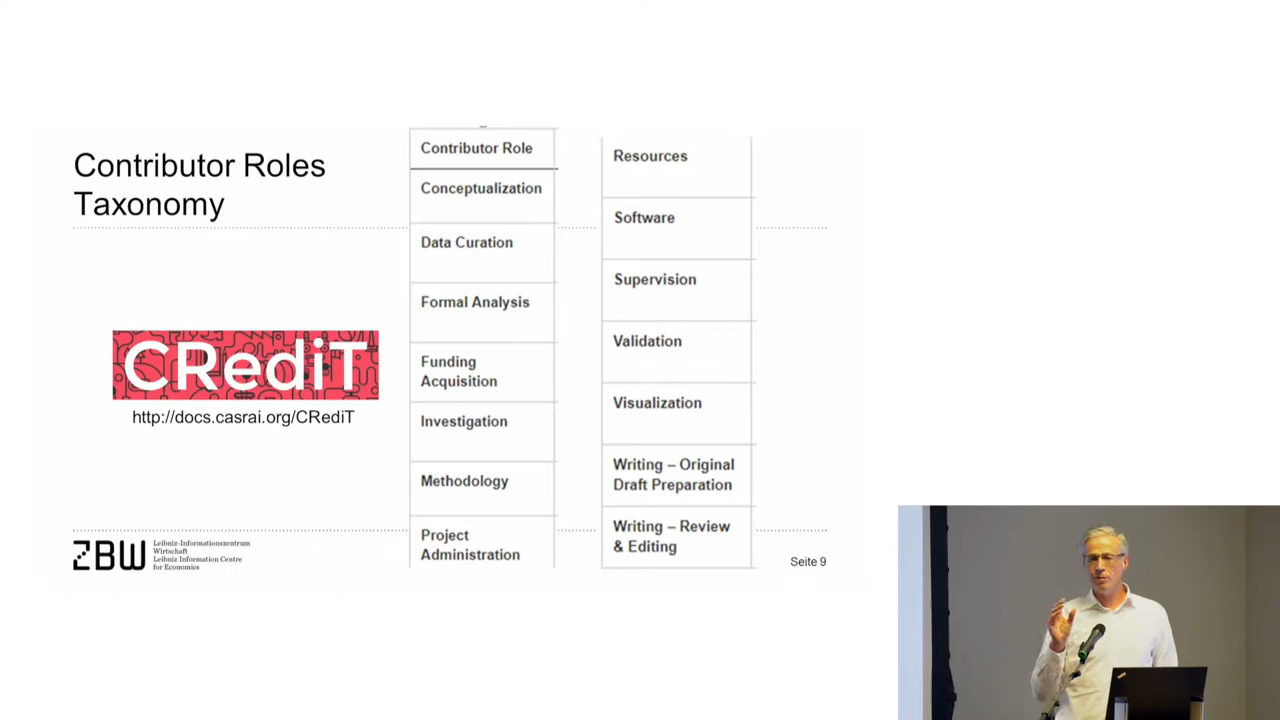 Contributor Roles
Taxonomy
CRediT
http://docs.casrai.org/CRediT
Contributor Role
Conceptualization
Data Curation
Formal Analysis
Funding
Acquisition
Investigation
Methodology
Project
Administration
Resources
Software
Supervision
Validation
Visualization
Writing – Original
Draft Preparation
Writing – Review
& Editing
ZBW
Leibniz-Informationszentrum
Wirtschaft
Leibniz Information Centre
for Economics
Seite 9